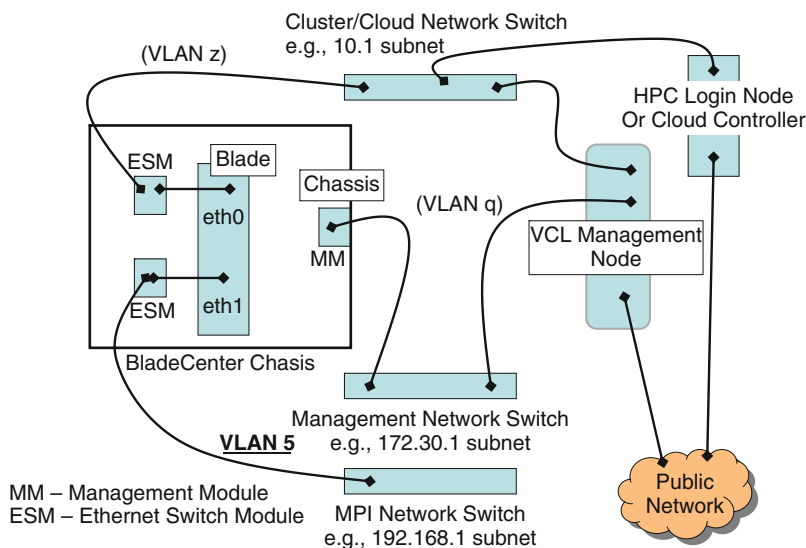 Cluster/Cloud Network Switch
e.g., 10.1 subnet
(VLAN z)
HPC Login Node
Or Cloud Controller
ESM
Blade
Chassis
eth0
(VLAN q)
MM
VCL Management
Node
ESM
eth1
BladeCenter Chasis
Management Network Switch
e.g., 172.30.1 subnet
VLAN 5
MM – Management Module
ESM – Ethernet Switch Module
MPI Network Switch
e.g., 192.168.1 subnet
Public
Network